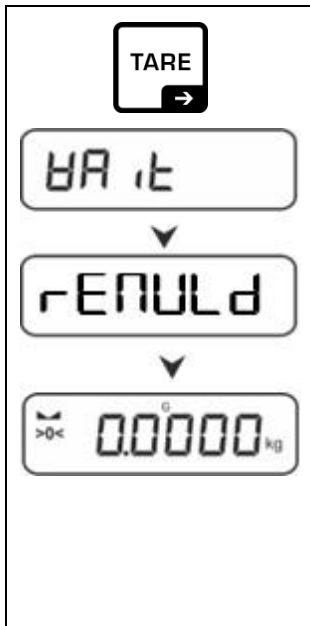 TARE
→
WAit
rEMULd
>0< G 0.0000 kg